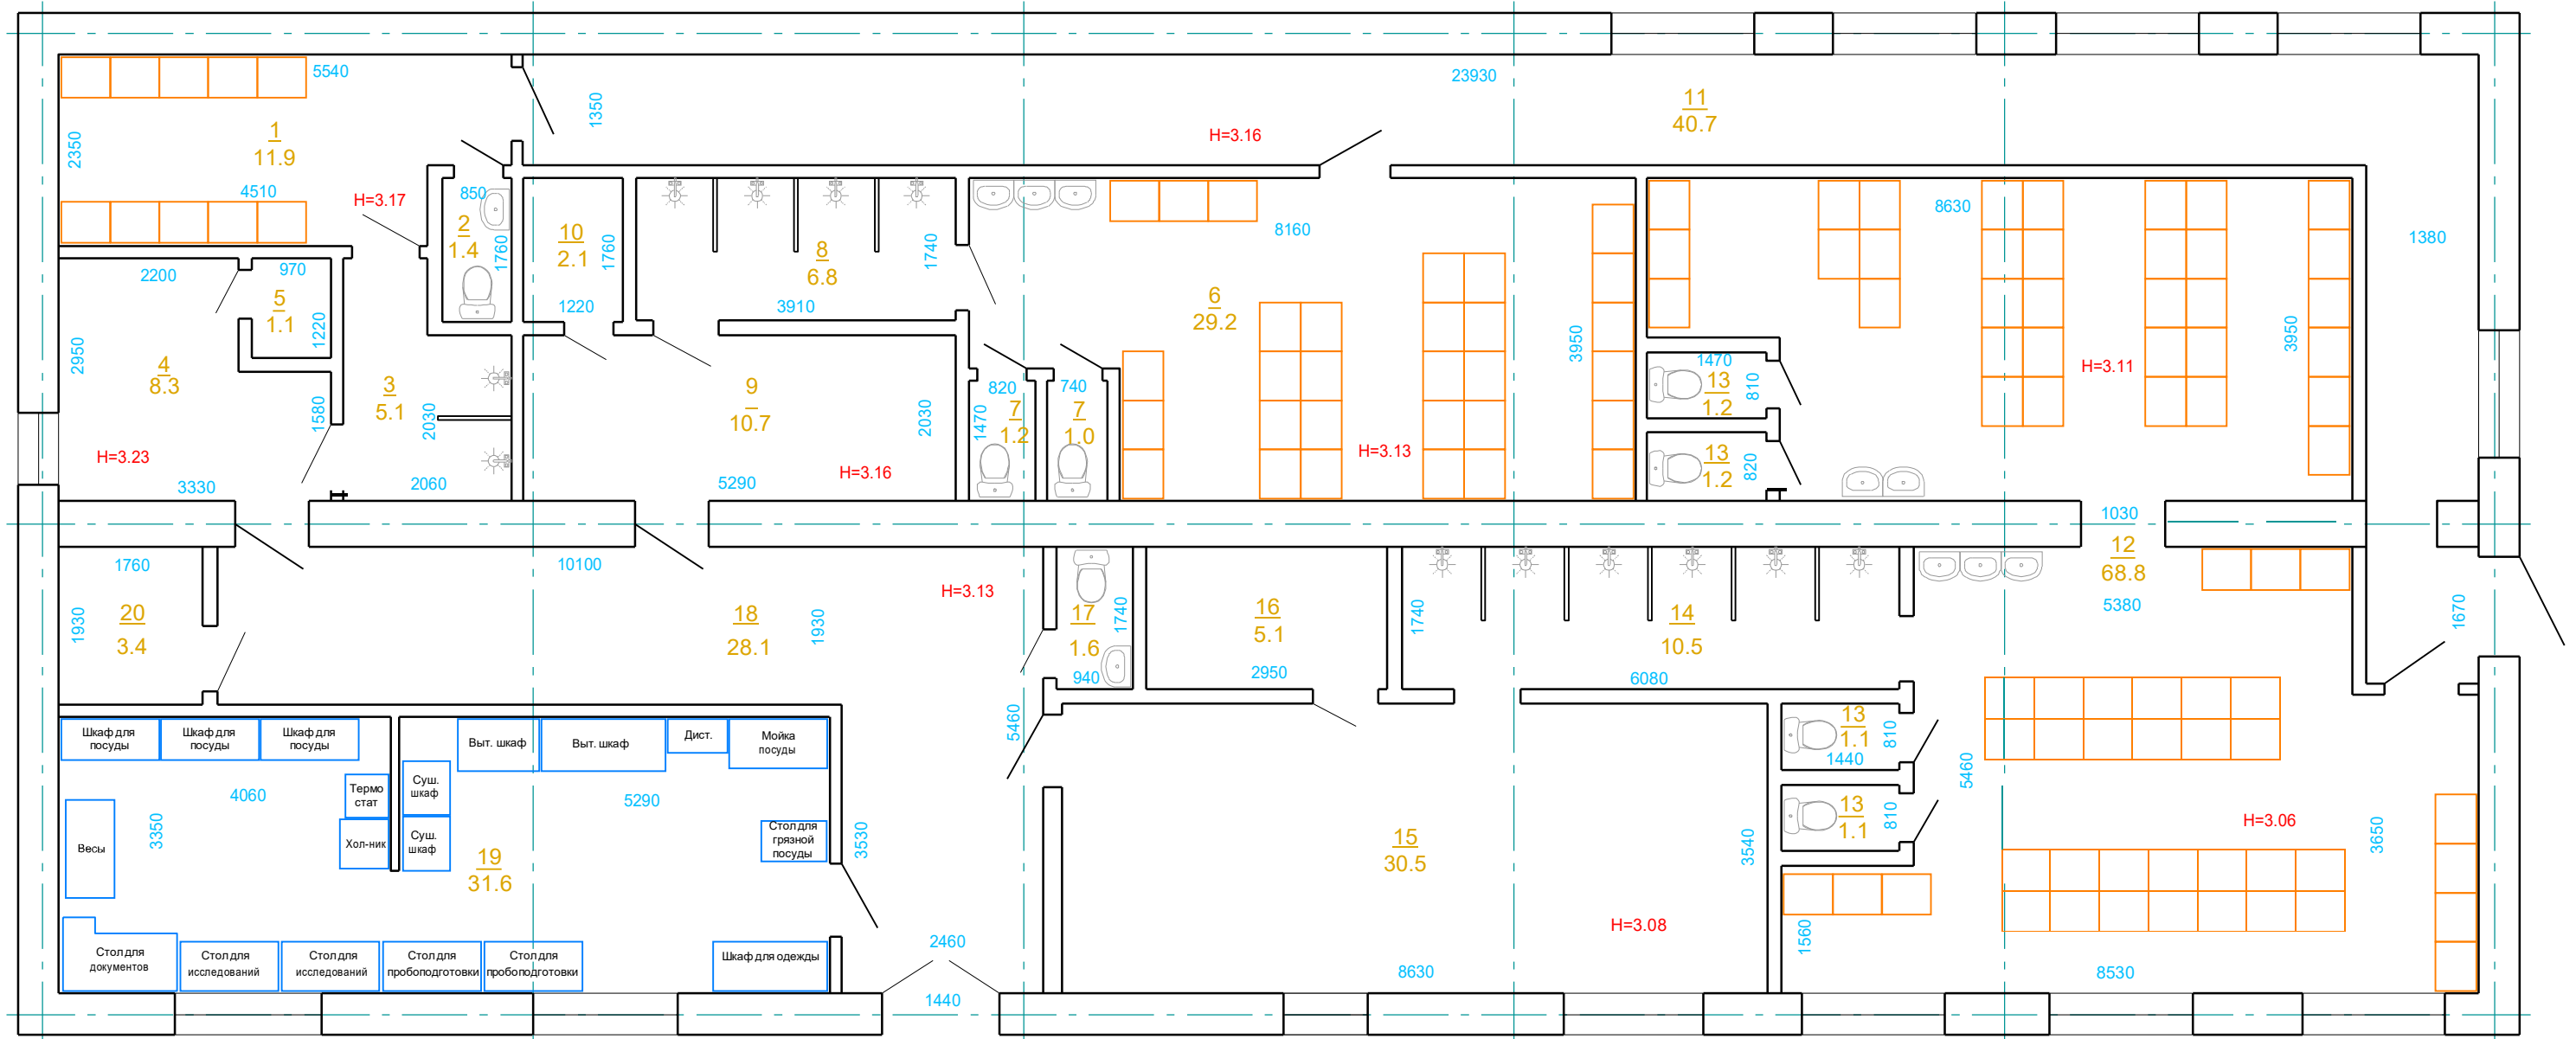 5540
23930
1350
11
40.7
1
11.9
2350
H=3.16
4510
H=3.17
850
2
1.4
1760
10
2.1
1760
8
6.8
1740
8160
8630
1380
2200
970
5
1.1
1220
1220
3910
6
29.2
3950
3950
2950
4
8.3
3
5.1
1580
2030
9
10.7
2030
820
740
1470
7
1.2
7
1.0
1470
13
1.2
810
H=3.11
H=3.23
H=3.16
H=3.13
13
1.2
820
3330
2060
5290
1030
12
68.8
5380
1760
10100
H=3.13
1930
20
3.4
18
28.1
1930
17
1.6
1740
940
16
5.1
2950
1740
14
10.5
6080
1670
5460
13
1.1
810
1440
5460
13
1.1
810
Шкаф для
посуды
Шкаф для
посуды
Шкаф для
посуды
Выт. шкаф
Выт. шкаф
Дист.
Мойка
посуды
Термо
стат
Суш.
шкаф
4060
5290
3350
Весы
Хол-ник
Суш.
шкаф
Стол для
грязной
посуды
3530
19
31.6
15
30.5
3540
H=3.06
3650
H=3.08
1560
Стол для
документов
Стол для
исследований
Стол для
исследований
Стол для
пробоподготовки
Стол для
пробоподготовки
Шкаф для одежды
2460
1440
8630
8530